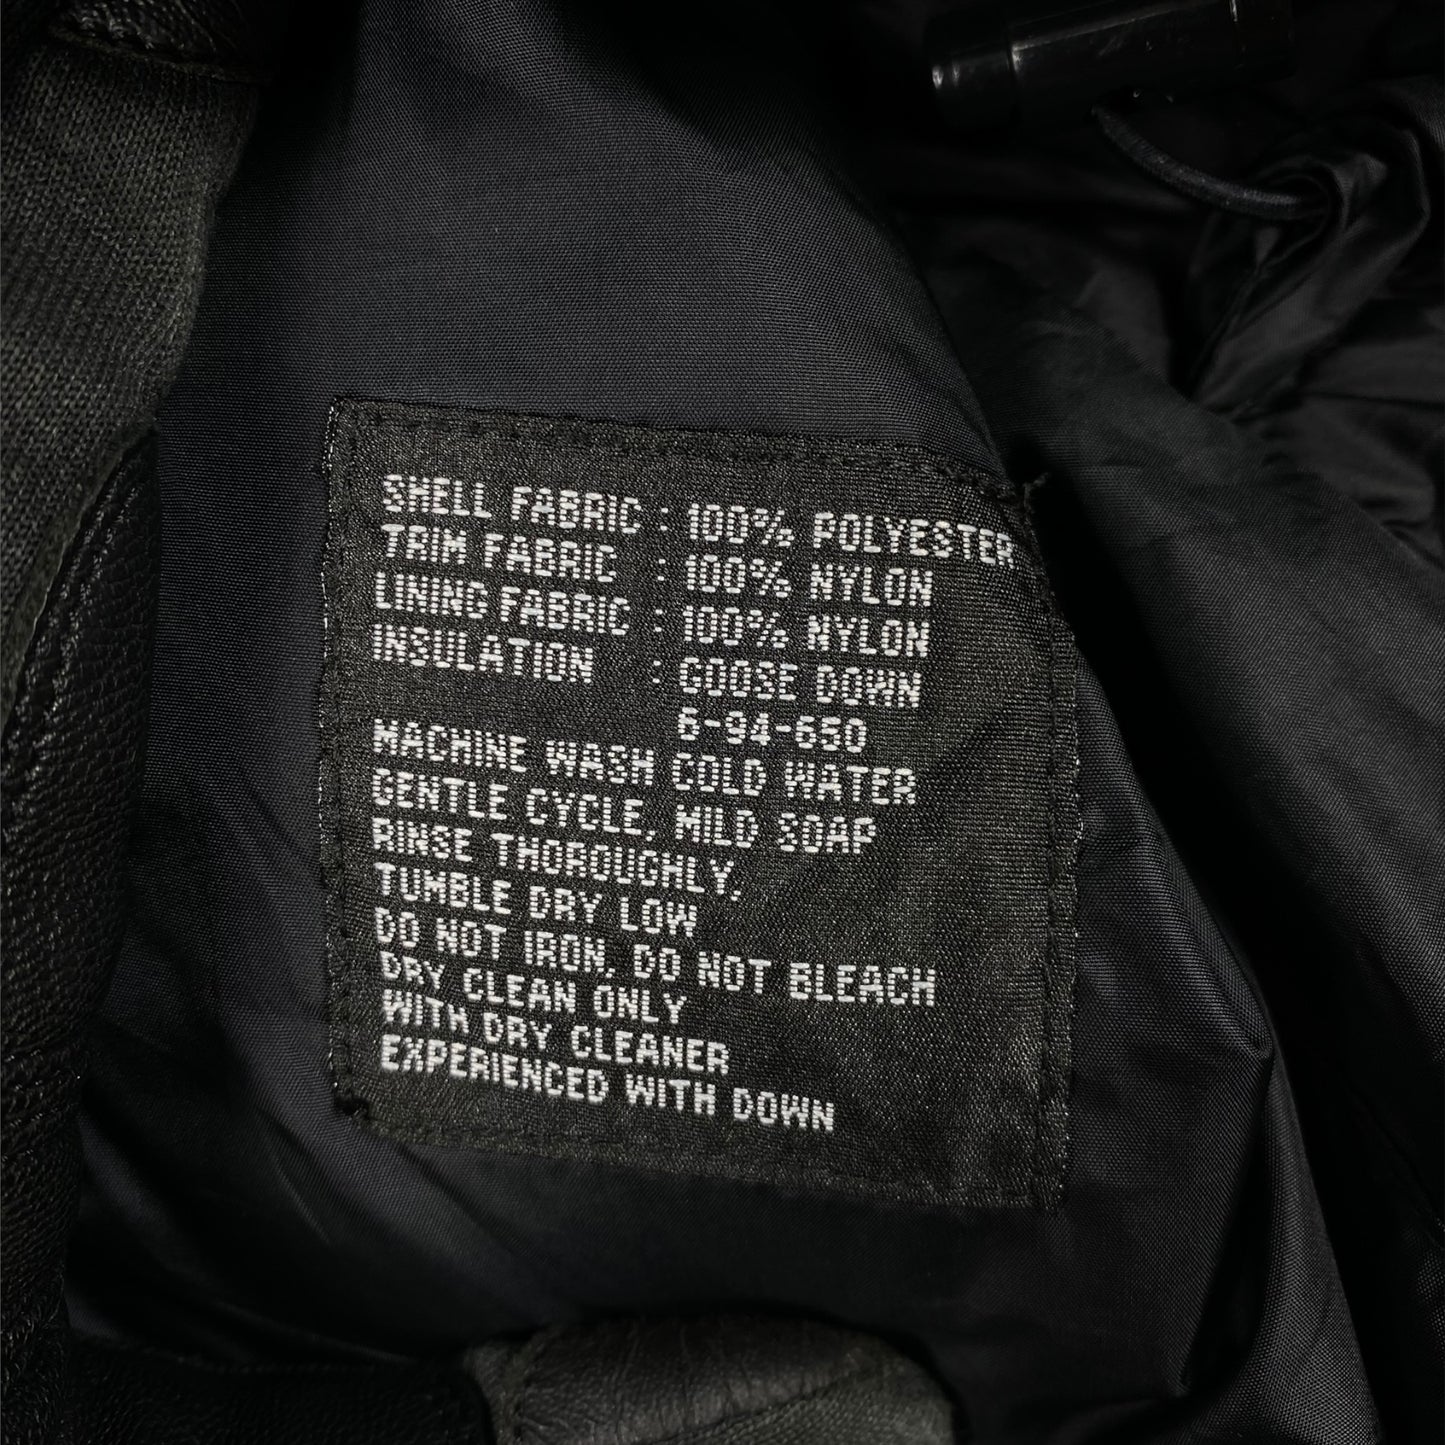 SHELL FABRIC : 100% POLYESTER
TRIM FABRIC : 100% NYLON
LINING FABRIC : 100% NYLON
INSULATION : GOOSE DOWN
6-94-650
MACHINE WASH COLD WATER
GENTLE CYCLE, MILD SOAP
RINSE THOROUGHLY,
TUMBLE DRY LOW
DO NOT IRON, DO NOT BLEACH
DRY CLEAN ONLY
WITH DRY CLEANER
EXPERIENCED WITH DOWN